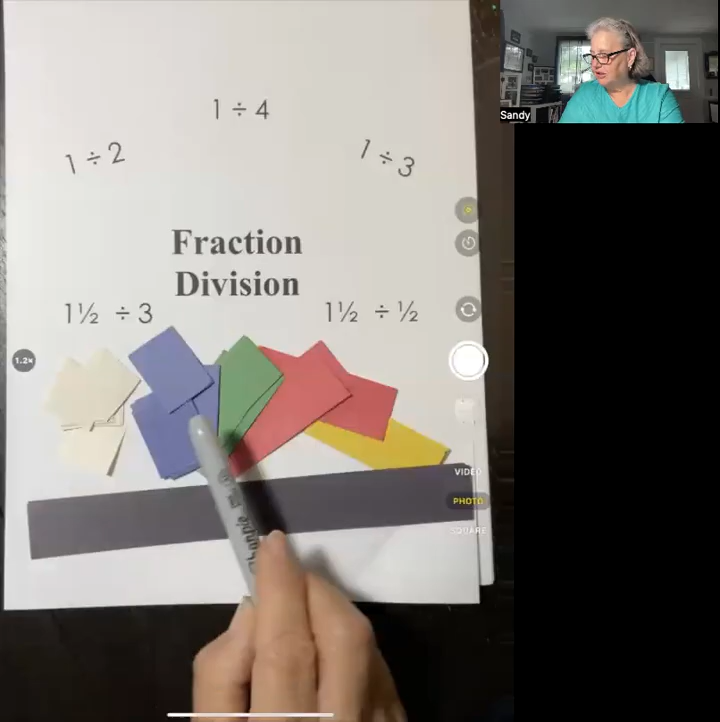 Sandy
1 ÷ 4
1 ÷ 2
1 ÷ 3
Fraction
Division
1½ ÷ 3
1½ ÷ ½
1.2×
VIDEO
PHOTO
SQUARE
Sharpie